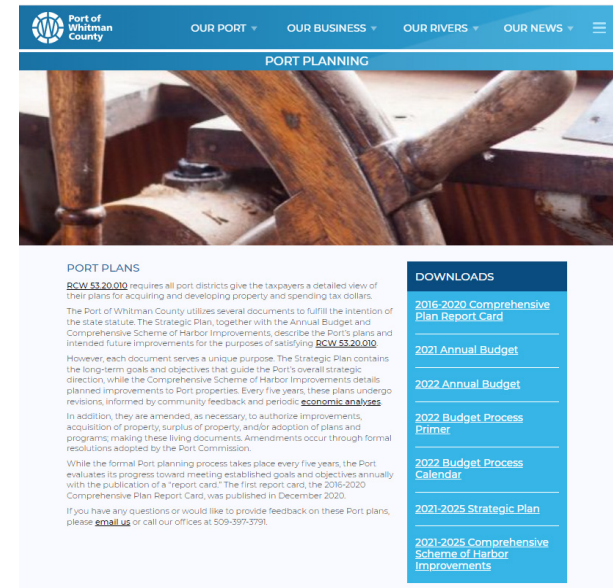 Port of
Whitman
County
OUR PORT
OUR BUSINESS
OUR RIVERS
OUR NEWS
PORT PLANNING
PORT PLANS
RCW 53.20.010 requires all port districts give the taxpayers a detailed view of
their plans for acquiring and developing property and spending tax dollars.
The Port of Whitman County utilizes several documents to fulfill the intention of
the state statute. The Strategic Plan, together with the Annual Budget and
Comprehensive Scheme of Harbor Improvements, describe the Port's plans and
intended future improvements for the purposes of satisfying RCW 53.20.010.
However, each document serves a unique purpose. The Strategic Plan contains
the long-term goals and objectives that guide the Port's overall strategic
direction, while the Comprehensive Scheme of Harbor Improvements details
planned improvements to Port properties. Every five years, these plans undergo
revisions, informed by community feedback and periodic economic analyses.
In addition, they are amended, as necessary, to authorize improvements,
acquisition of property, surplus of property, and/or adoption of plans and
programs; making these living documents. Amendments occur through formal
resolutions adopted by the Port Commission.
While the formal Port planning process takes place every five years, the Port
evaluates its progress toward meeting established goals and objectives annually
with the publication of a "report card." The first report card, the 2016-2020
Comprehensive Plan Report Card, was published in December 2020.
If you have any questions or would like to provide feedback on these Port plans,
please email us or call our offices at 509-397-3791.
DOWNLOADS
2016-2020 Comprehensive
Plan Report Card
2021 Annual Budget
2022 Annual Budget
2022 Budget Process
Primer
2022 Budget Process
Calendar
2021-2025 Strategic Plan
2021-2025 Comprehensive
Scheme of Harbor
Improvements